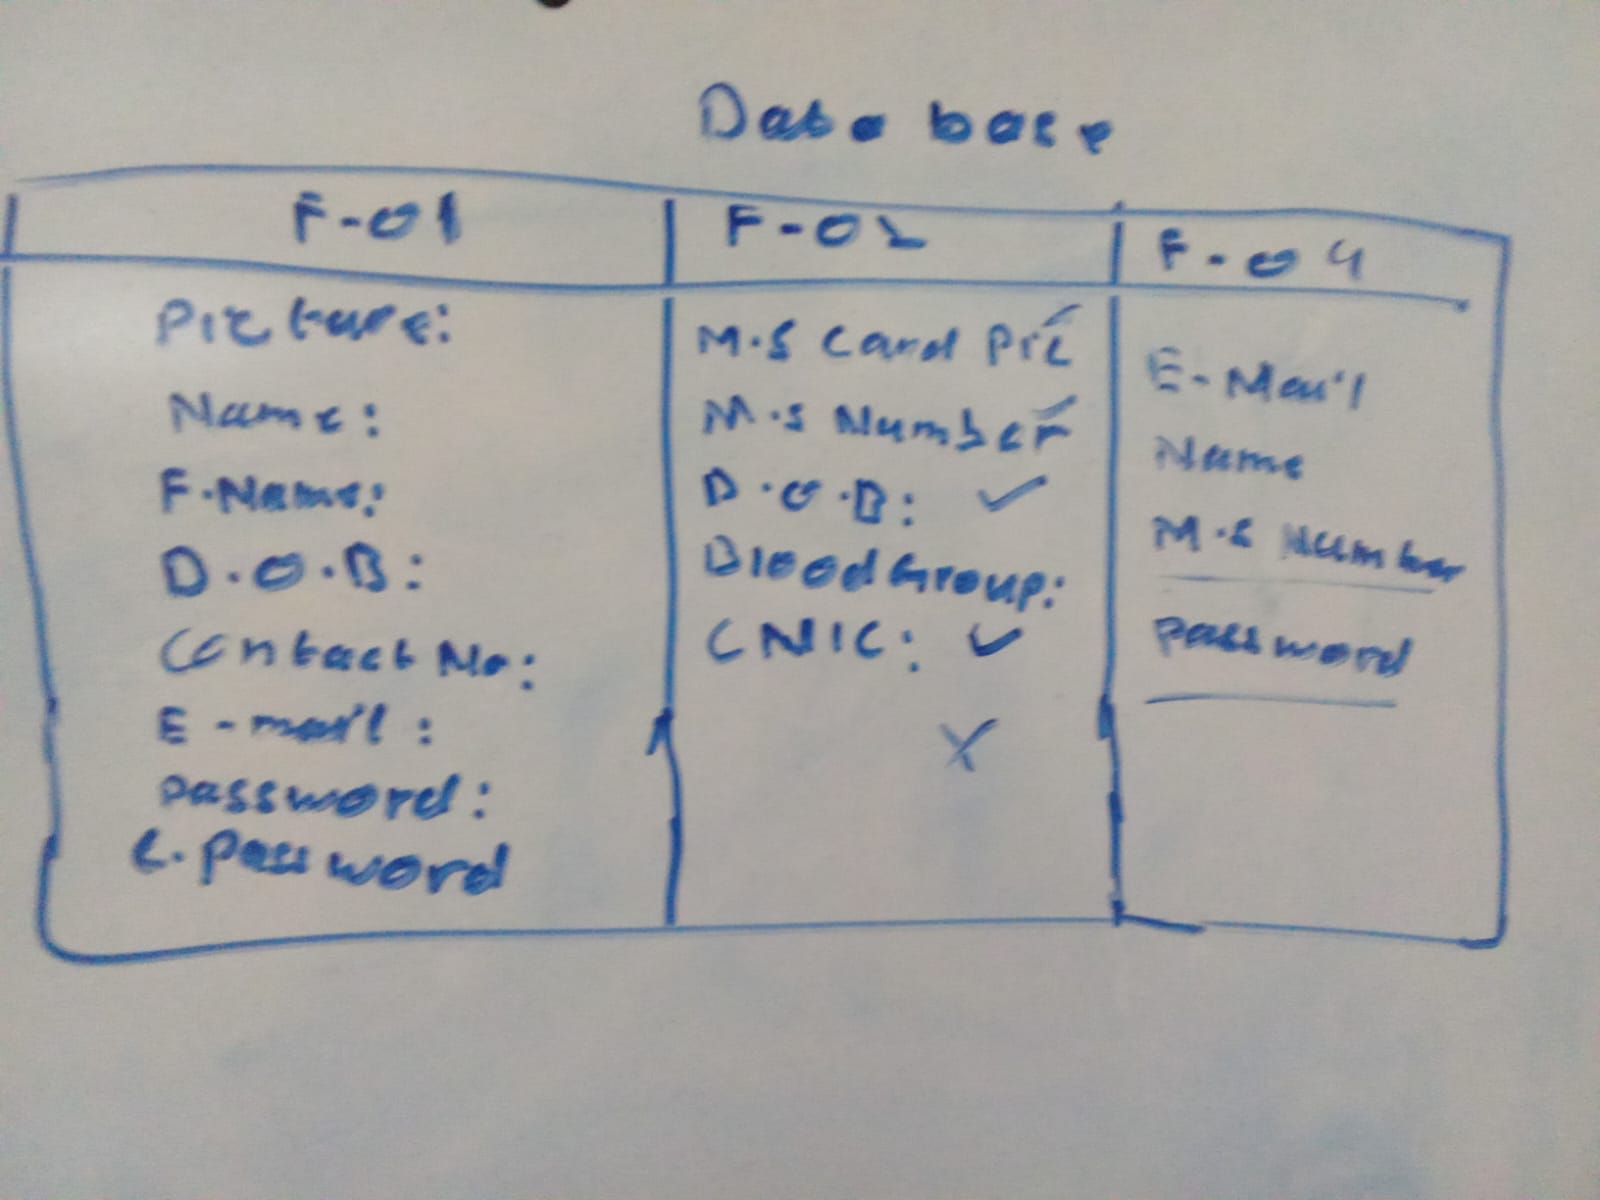 Data base
F-01
Picture:
Name:
F.Name:
D.O.B:
Contact No:
E-mail:
password:
C.password
F-02
M.S Card Pic ✓
M.S Number ✓
D.O.B: ✓
Blood Group:
CNIC: ✓
X
F-04
E-Mail
Name
M.S Number
password